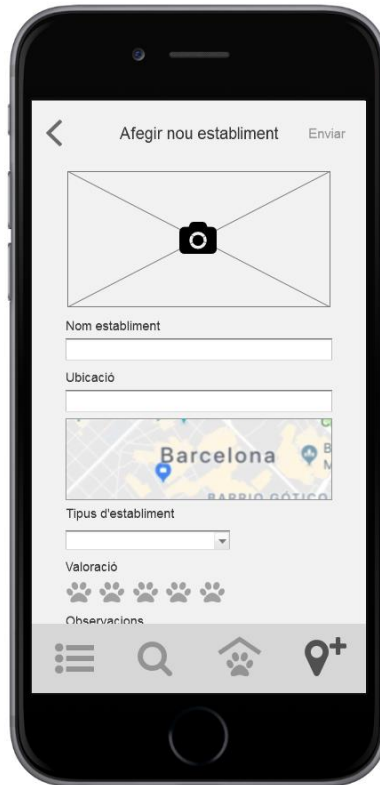 Afegir nou establiment
Enviar
Nom establiment
Ubicació
Barcelona
B
M
BARRIO GÓTICO
Tipus d'establiment
Valoració
Observacions